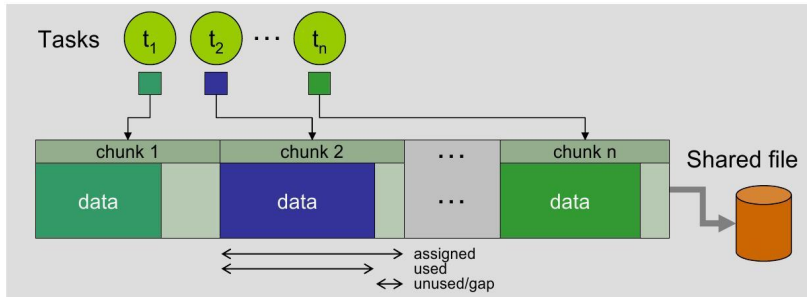 Tasks t1 t2 ··· tn
chunk 1 chunk 2 ··· chunk n
Shared file
data data ··· data
assigned
used
unused/gap